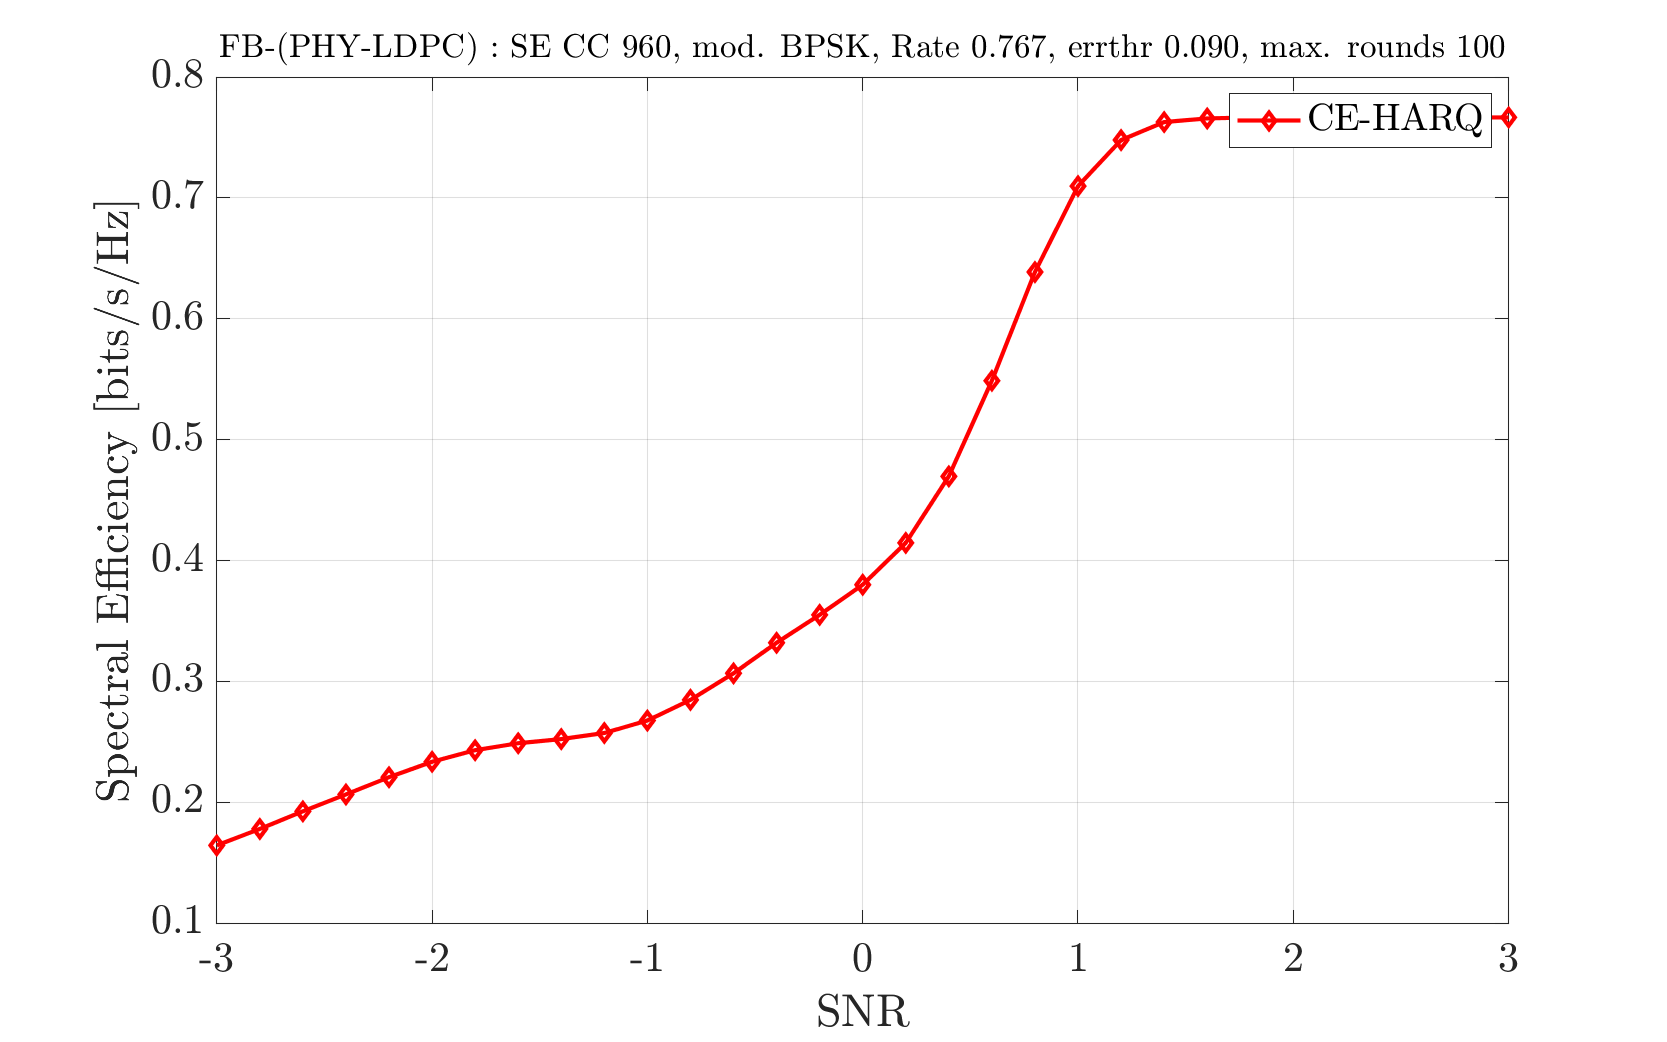 FB-(PHY-LDPC) : SE CC 960, mod. BPSK, Rate 0.767, errthr 0.090, max. rounds 100
CE-HARQ
Spectral Efficiency [bits/s/Hz]
0.8
0.7
0.6
0.5
0.4
0.3
0.2
0.1
-3 -2 -1 0 1 2 3
SNR